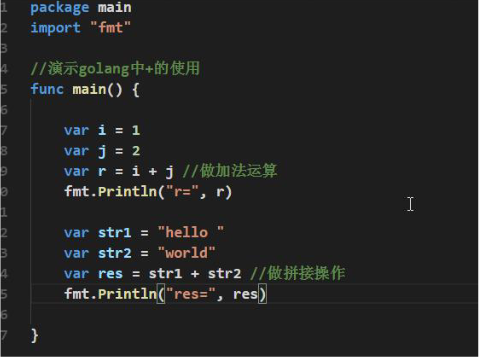 1 package main
2 import "fmt"
3
4 //演示golang中+的使用
5 func main() {
6
7 var i = 1
8 var j = 2
9 var r = i + j //做加法运算
0 fmt.Println("r=", r)
1
2 var str1 = "hello "
3 var str2 = "world"
4 var res = str1 + str2 //做拼接操作
5 fmt.Println("res=", res)
6
7 }